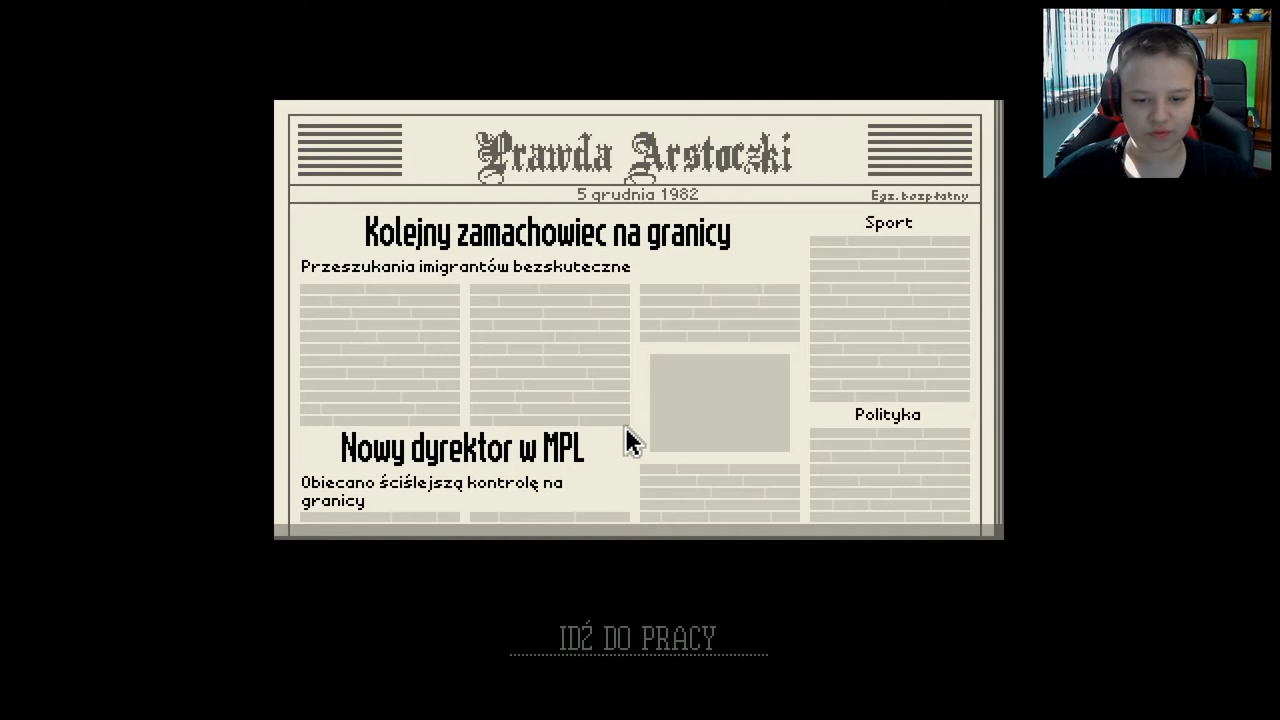 Prawda Arstoczki
5 grudnia 1982
Egz. bezpłatny
Kolejny zamachowiec na granicy
Przeszukania imigrantów bezskuteczne
Nowy dyrektor w MPL
Obiecano ściślejszą kontrolę na
granicy
Sport
Polityka
IDŹ DO PRACY